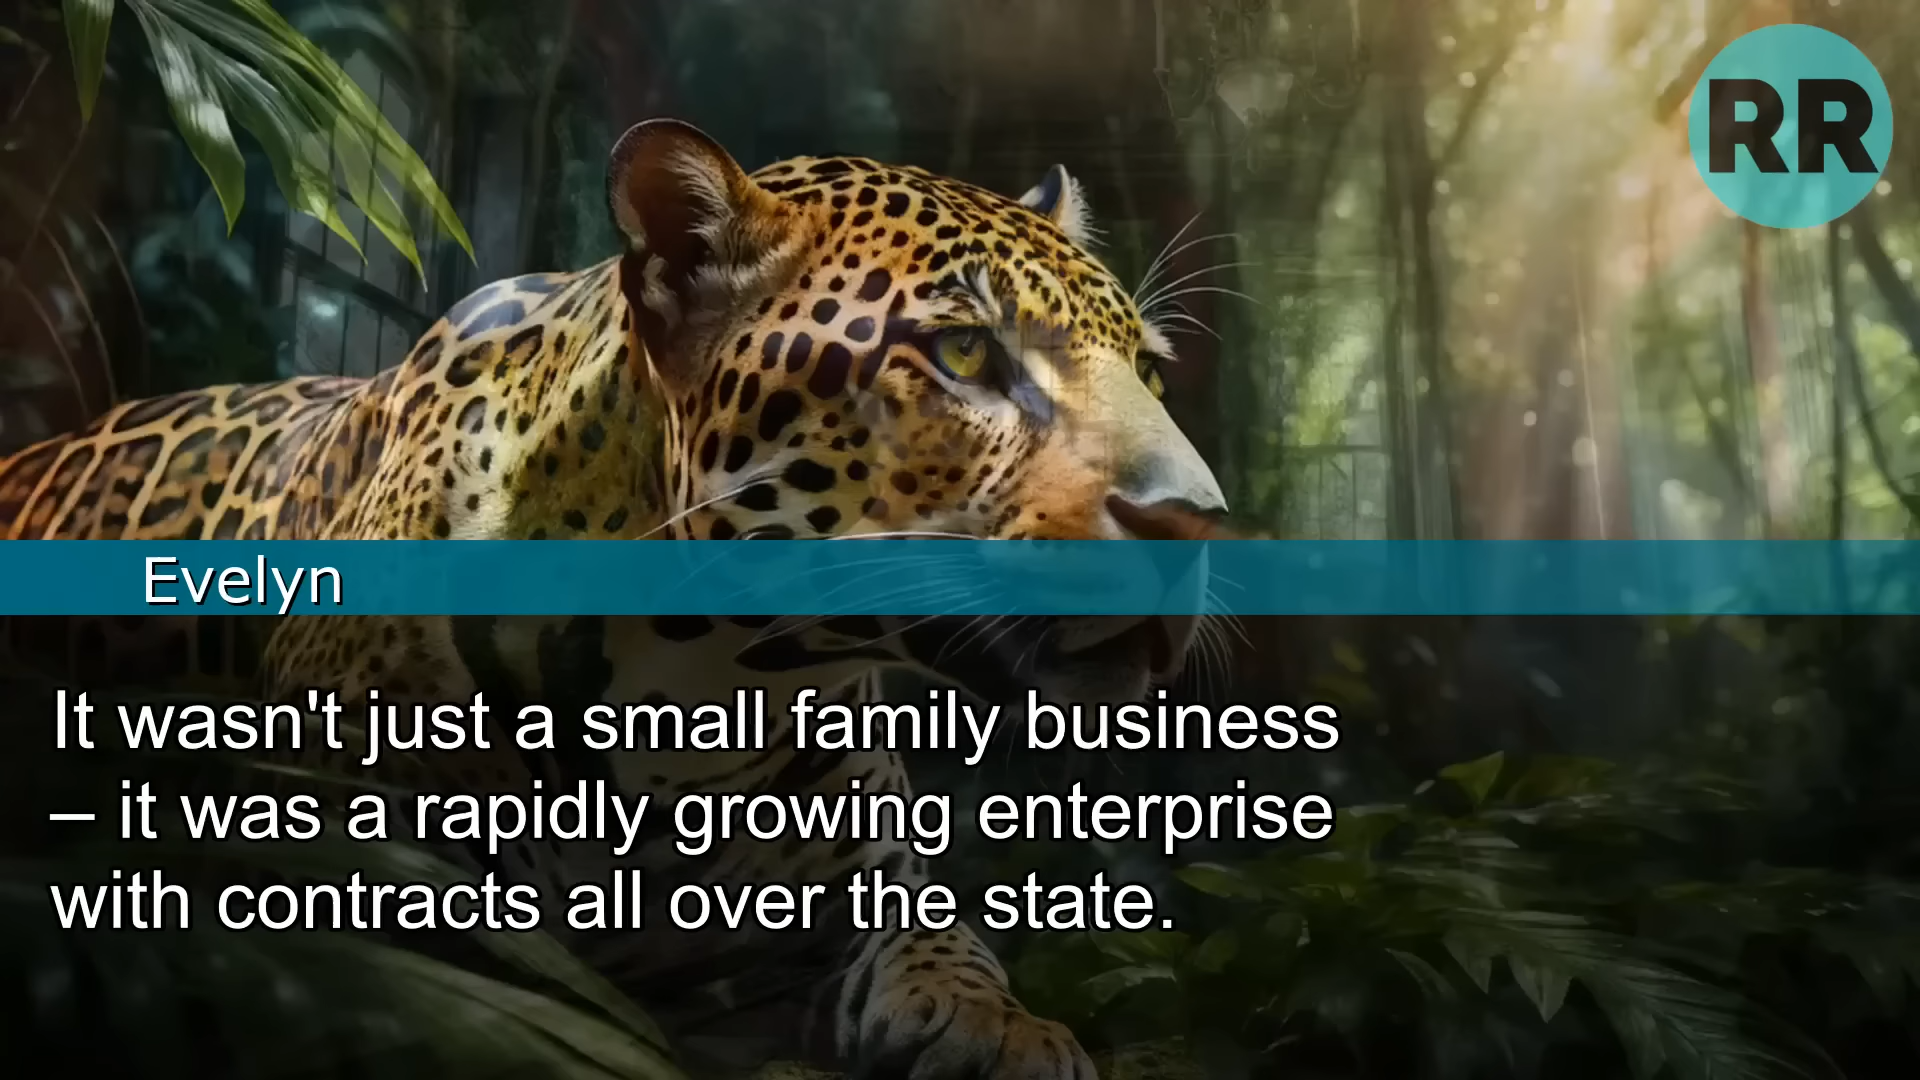 RR
Evelyn
It wasn't just a small family business
– it was a rapidly growing enterprise
with contracts all over the state.